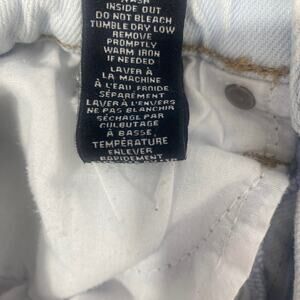 INSIDE OUT
DO NOT BLEACH
TUMBLE DRY LOW
REMOVE
PROMPTLY
WARM IRON
IF NEEDED
LAVER À
LA MACHINE
À L'EAU FROIDE
SÉPARÉMENT
LAVER À L'ENVERS
NE PAS BLANCHIR
SÉCHAGE PAR
CULBUTAGE
À BASSE
TEMPÉRATURE
ENLEVER
RAPIDEMENT